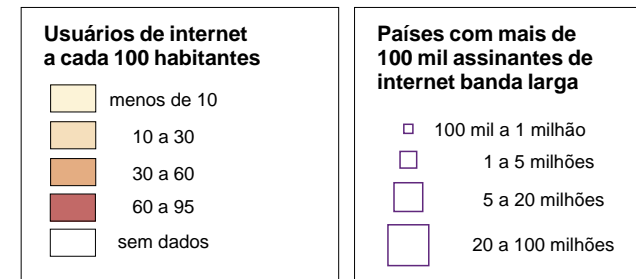 Usuários de internet
a cada 100 habitantes
menos de 10
10 a 30
30 a 60
60 a 95
sem dados
Países com mais de
100 mil assinantes de
internet banda larga
100 mil a 1 milhão
1 a 5 milhões
5 a 20 milhões
20 a 100 milhões